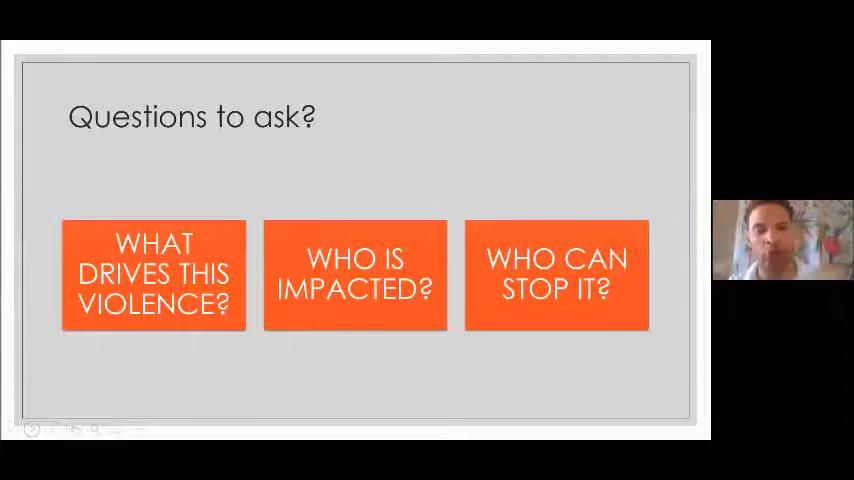 Questions to ask?
WHAT
DRIVES THIS
VIOLENCE?
WHO IS
IMPACTED?
WHO CAN
STOP IT?